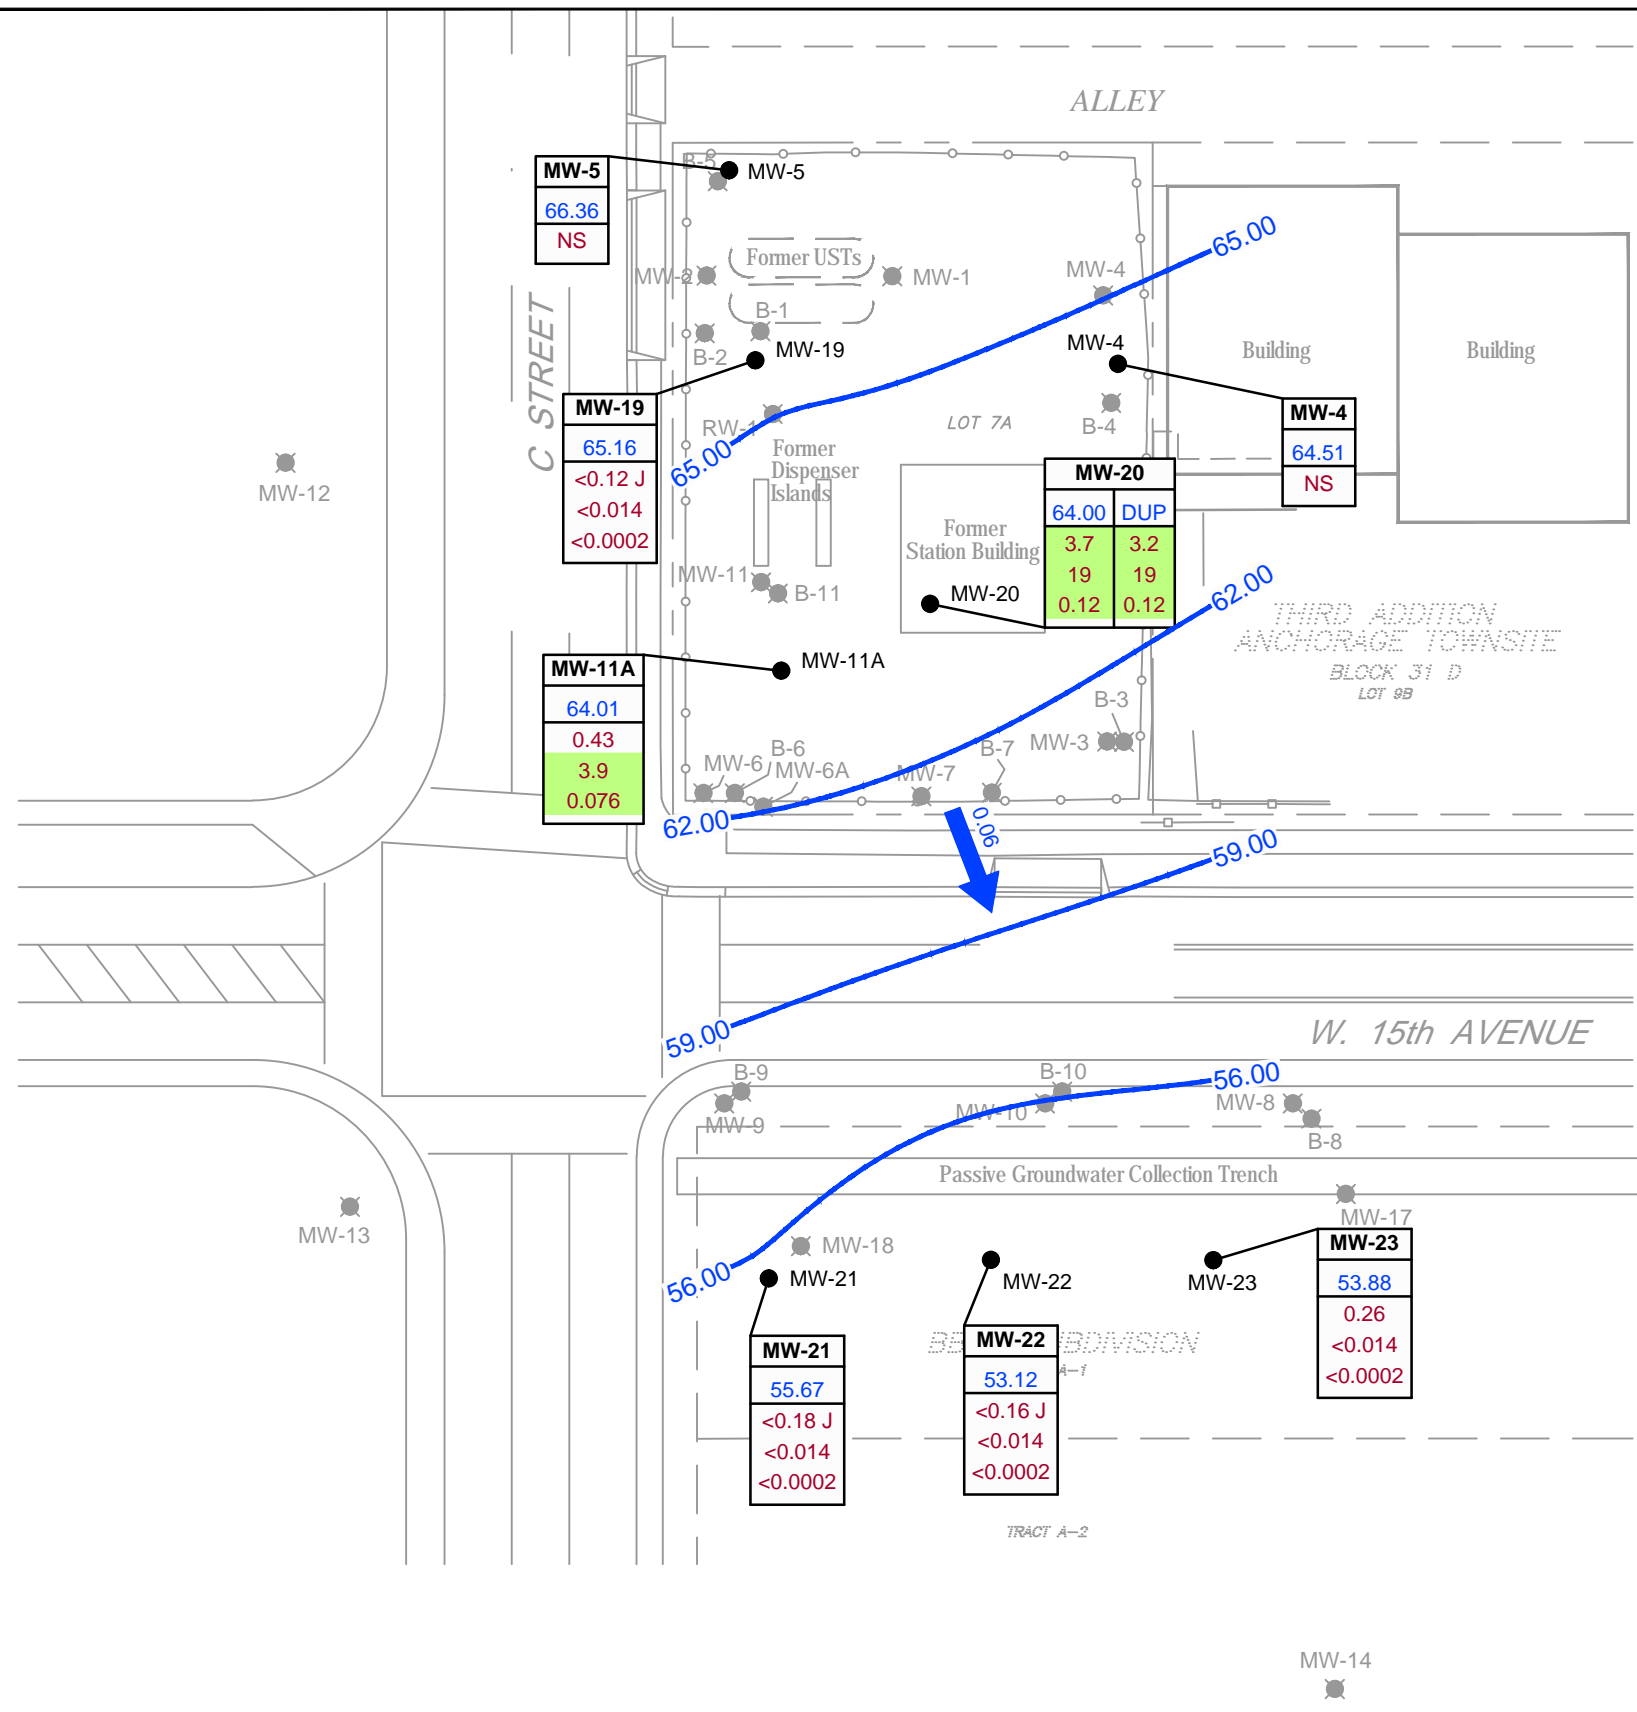 ALLEY
B-5
MW-5
MW-5
66.36
NS
65.00
Former USTs
MW-2
MW-1
MW-4
B-1
B-2
MW-19
MW-4
Building
Building
C STREET
MW-19
65.16
<0.12 J
<0.014
<0.0002
RW-1
65.00
LOT 7A
B-4
MW-4
64.51
NS
Former
Dispenser
Islands
MW-12
MW-20
64.00 DUP
3.7 3.2
19 19
0.12 0.12
Former
Station Building
MW-20
MW-11
B-11
62.00
THIRD ADDITION
ANCHORAGE TOWNSITE
BLOCK 31 D
LOT 9B
MW-11A
MW-11A
64.01
0.43
3.9
0.076
B-3
MW-3
B-7
B-6
MW-6
MW-6A
MW-7
62.00
0.06
59.00
59.00
W. 15th AVENUE
B-9
MW-9
B-10
MW-10
56.00
MW-8
B-8
Passive Groundwater Collection Trench
MW-13
MW-17
MW-18
56.00
MW-21
MW-22
MW-23
MW-23
53.88
0.26
<0.014
<0.0002
SUBDIVISION
A-1
MW-21
55.67
<0.18 J
<0.014
<0.0002
MW-22
53.12
<0.16 J
<0.014
<0.0002
TRACT A-2
MW-14